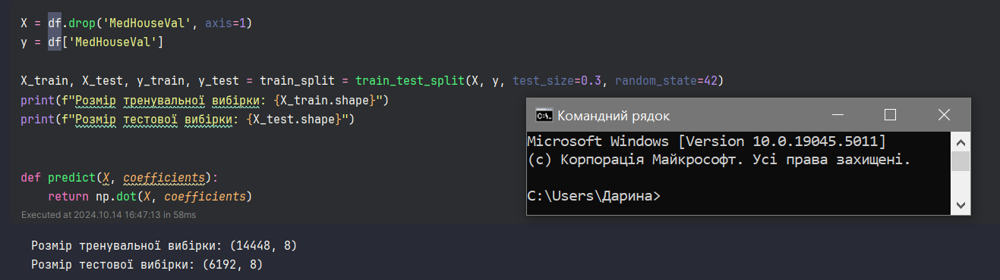 X = df.drop('MedHouseVal', axis=1)
y = df['MedHouseVal']
X_train, X_test, y_train, y_test = train_split = train_test_split(X, y, test_size=0.3, random_state=42)
print(f"Розмір тренувальної вибірки: {X_train.shape}")
print(f"Розмір тестової вибірки: {X_test.shape}")
def predict(X, coefficients):
    return np.dot(X, coefficients)
Executed at 2024.10.14 16:47:13 in 58ms
Розмір тренувальної вибірки: (14448, 8)
Розмір тестової вибірки: (6192, 8)
C:\_
Командний рядок
Microsoft Windows [Version 10.0.19045.5011]
(c) Корпорація Майкрософт. Усі права захищені.
C:\Users\Дарина>